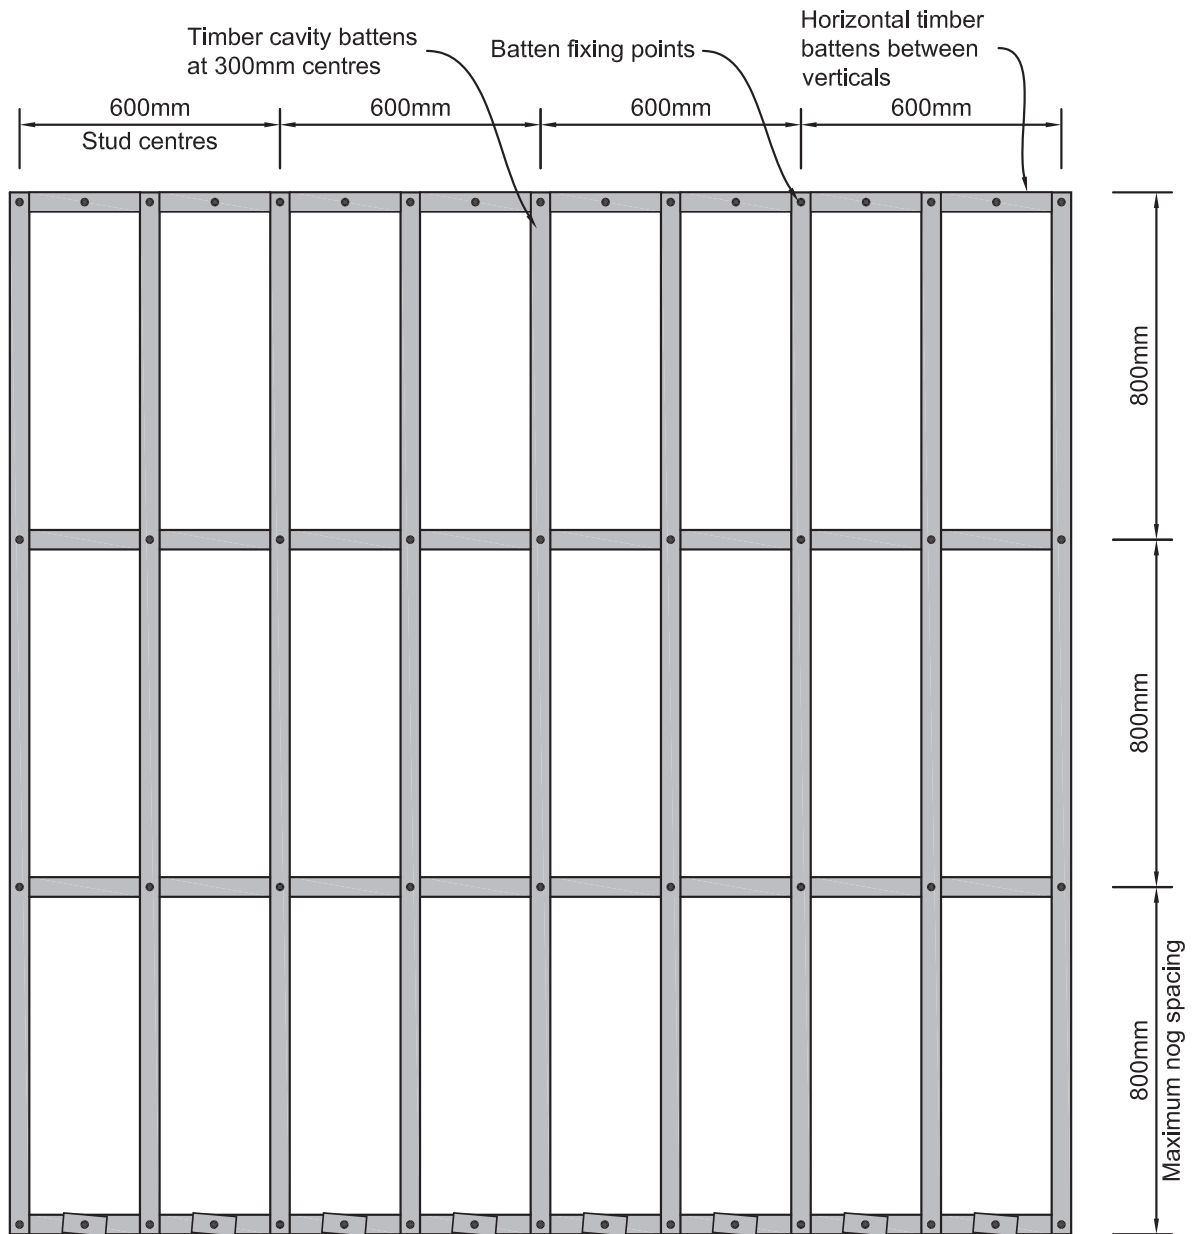 Timber cavity battens
at 300mm centres
Batten fixing points
Horizontal timber
battens between
verticals
600mm
600mm
600mm
600mm
Stud centres
800mm
800mm
800mm
Maximum nog spacing